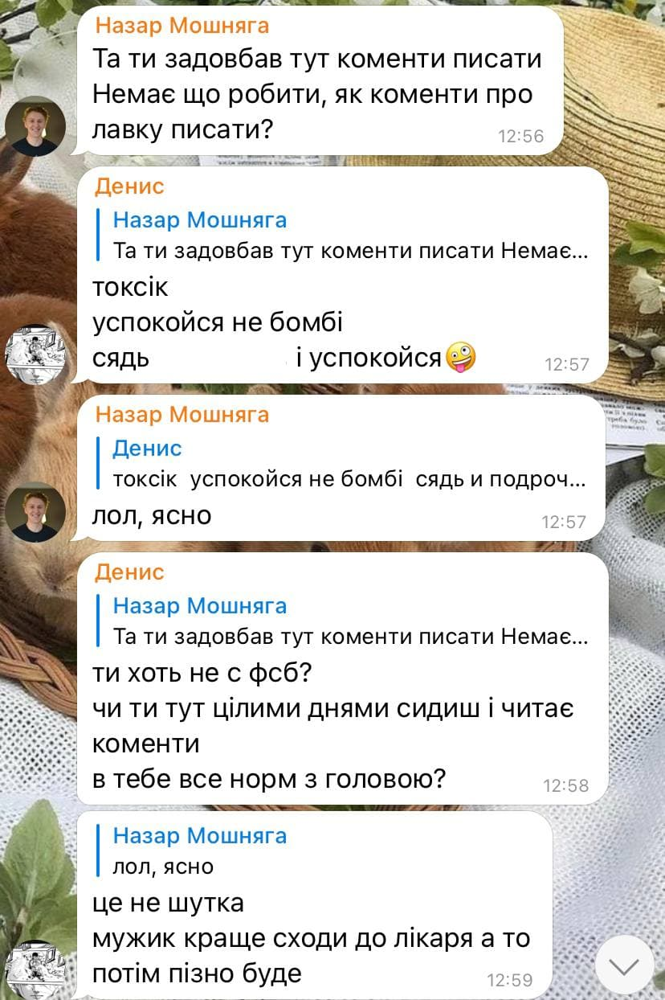 Назар Мошняга
Та ти задовбав тут коменти писати
Немає що робити, як коменти про
лавку писати?
12:56
Денис
Назар Мошняга
Та ти задовбав тут коменти писати Немає...
токсік
успокойся не бомбі
сядь і успокойся🤪
12:57
Назар Мошняга
Денис
токсік успокойся не бомбі сядь и подроч...
лол, ясно
12:57
Денис
Назар Мошняга
Та ти задовбав тут коменти писати Немає...
ти хоть не с фсб?
чи ти тут цілими днями сидиш і читає
коменти
в тебе все норм з головою?
12:58
Назар Мошняга
лол, ясно
це не шутка
мужик краще сходи до лікаря а то
потім пізно буде
12:59